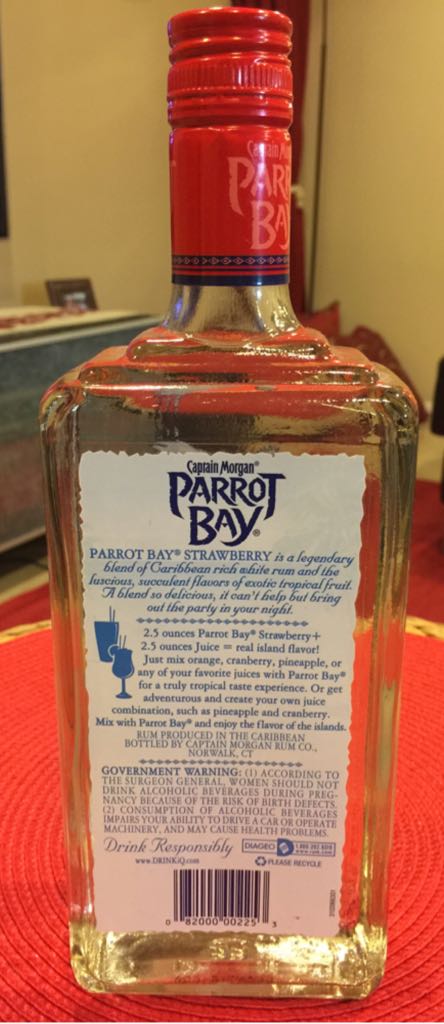 Captain M
PARR
BAY
Captain Morgan®
PARROT
BAY®
PARROT BAY® STRAWBERRY is a legendary
blend of Caribbean rich white rum and the
luscious, succulent flavors of exotic tropical fruit.
A blend so delicious, it can't help but bring
out the party in your night.
2.5 ounces Parrot Bay® Strawberry+
2.5 ounces Juice = real island flavor!
Just mix orange, cranberry, pineapple, or
any of your favorite juices with Parrot Bay®
for a truly tropical taste experience. Or get
adventurous and create your own juice
combination, such as pineapple and cranberry.
Mix with Parrot Bay® and enjoy the flavor of the islands.
RUM PRODUCED IN THE CARIBBEAN
BOTTLED BY CAPTAIN MORGAN RUM CO.,
NORWALK, CT
GOVERNMENT WARNING: (1) ACCORDING TO
THE SURGEON GENERAL, WOMEN SHOULD NOT
DRINK ALCOHOLIC BEVERAGES DURING PREG-
NANCY BECAUSE OF THE RISK OF BIRTH DEFECTS.
(2) CONSUMPTION OF ALCOHOLIC BEVERAGES
IMPAIRS YOUR ABILITY TO DRIVE A CAR OR OPERATE
MACHINERY, AND MAY CAUSE HEALTH PROBLEMS.
Drink Responsibly
DIAGEO
www.DRINKiQ.com
PLEASE RECYCLE
0 82000 00225 3